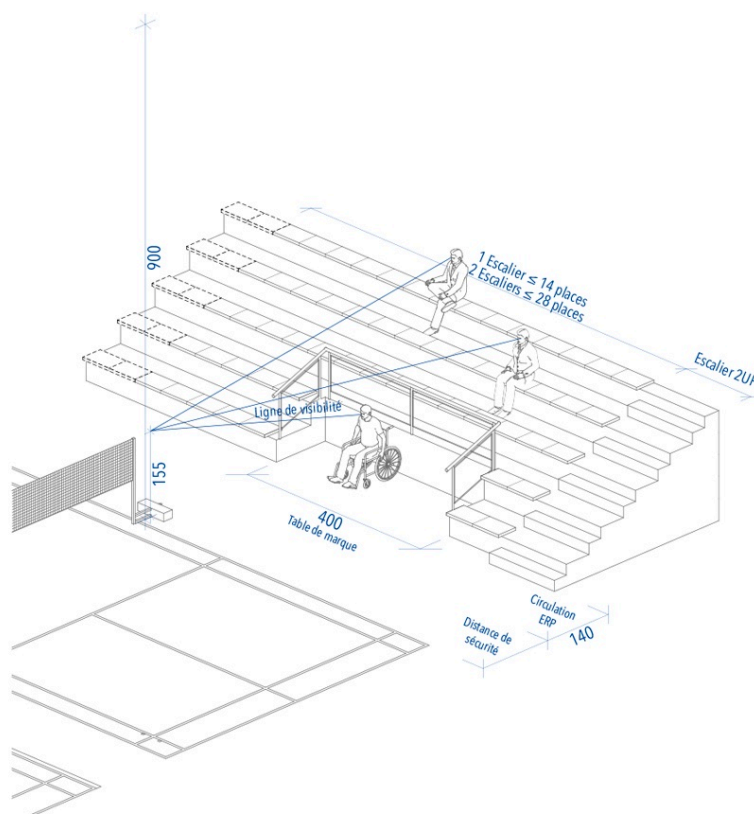 900
1 Escalier ≤ 14 places
2 Escaliers ≤ 28 places
Escalier 2UP
Ligne de visibilité
155
400
Table de marque
Circulation
ERP
140
Distance de
sécurité